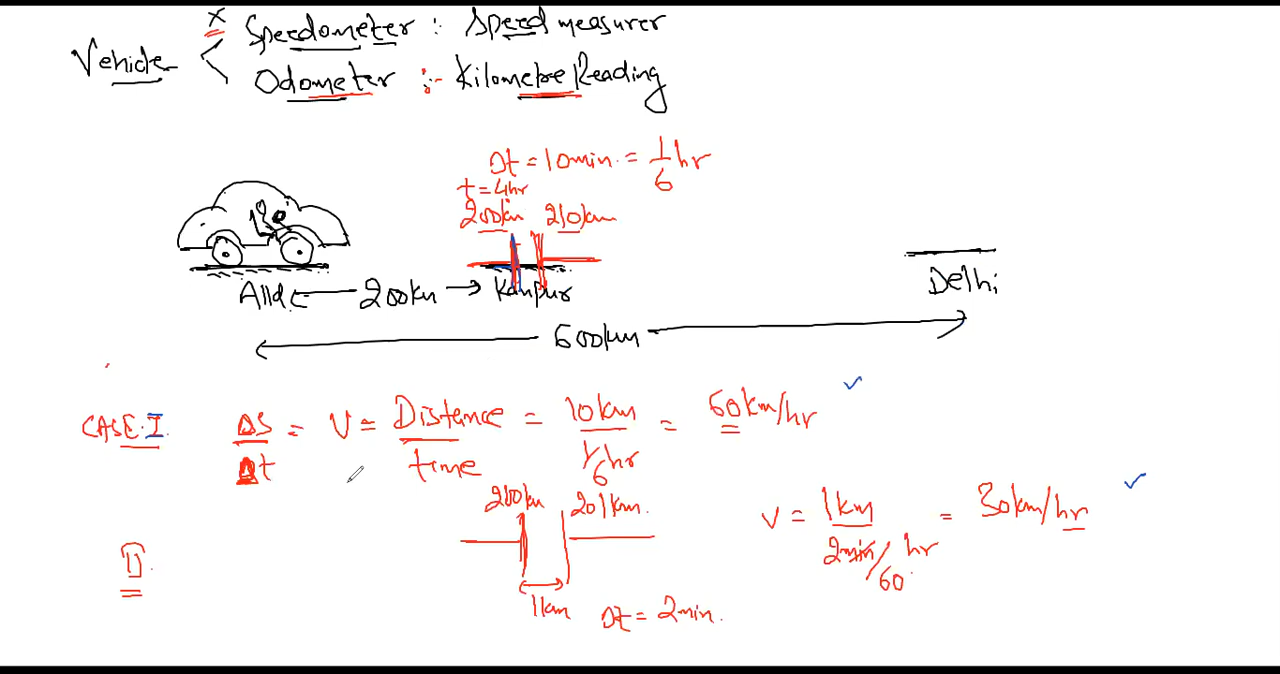 x
Speedometer : Speed measurer
Vehicle
Odometer :- Kilometre Reading
Δt = 10min. = 1/6 hr
t = 4hr
200km 210km
Alld ← 200km → Kanpur
Delhi
600km
CASE-I ΔS/Δt = V = Distance/time = 10km / 1/6 hr = 60km/hr ✓
200km 201km.
V = 1km / 2min/60 hr = 30km/hr ✓
II
1km Δt = 2min.